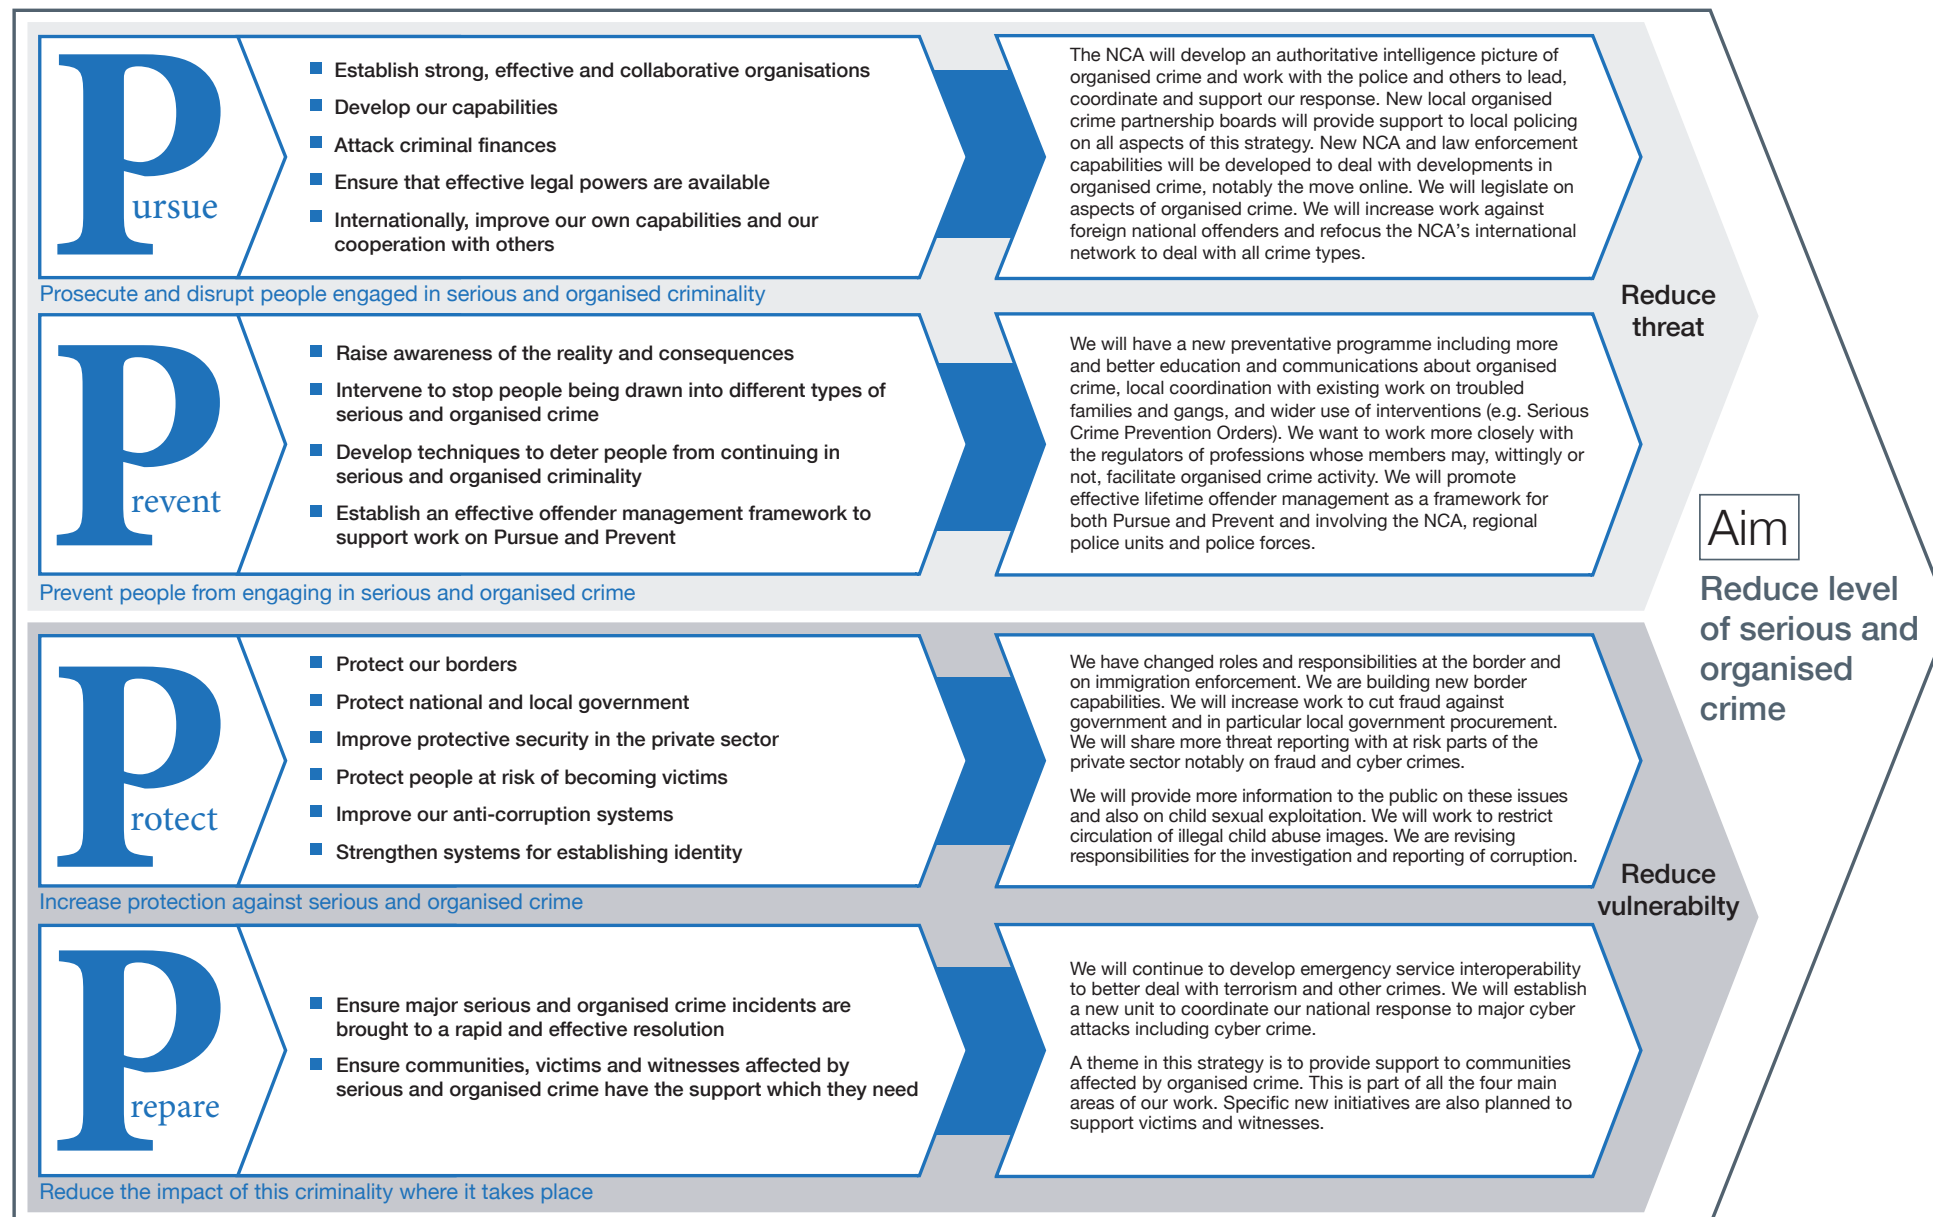 Pursue
Establish strong, effective and collaborative organisations
Develop our capabilities
Attack criminal finances
Ensure that effective legal powers are available
Internationally, improve our own capabilities and our
cooperation with others
The NCA will develop an authoritative intelligence picture of
organised crime and work with the police and others to lead,
coordinate and support our response. New local organised
crime partnership boards will provide support to local policing
on all aspects of this strategy. New NCA and law enforcement
capabilities will be developed to deal with developments in
organised crime, notably the move online. We will legislate on
aspects of organised crime. We will increase work against
foreign national offenders and refocus the NCA's international
network to deal with all crime types.
Prosecute and disrupt people engaged in serious and organised criminality
Prevent
Raise awareness of the reality and consequences
Intervene to stop people being drawn into different types of
serious and organised crime
Develop techniques to deter people from continuing in
serious and organised criminality
Establish an effective offender management framework to
support work on Pursue and Prevent
We will have a new preventative programme including more
and better education and communications about organised
crime, local coordination with existing work on troubled
families and gangs, and wider use of interventions (e.g. Serious
Crime Prevention Orders). We want to work more closely with
the regulators of professions whose members may, wittingly or
not, facilitate organised crime activity. We will promote
effective lifetime offender management as a framework for
both Pursue and Prevent and involving the NCA, regional
police units and police forces.
Prevent people from engaging in serious and organised crime
Reduce
threat
Protect
Protect our borders
Protect national and local government
Improve protective security in the private sector
Protect people at risk of becoming victims
Improve our anti-corruption systems
Strengthen systems for establishing identity
We have changed roles and responsibilities at the border and
on immigration enforcement. We are building new border
capabilities. We will increase work to cut fraud against
government and in particular local government procurement.
We will share more threat reporting with at risk parts of the
private sector notably on fraud and cyber crimes.
We will provide more information to the public on these issues
and also on child sexual exploitation. We will work to restrict
circulation of illegal child abuse images. We are revising
responsibilities for the investigation and reporting of corruption.
Increase protection against serious and organised crime
Prepare
Ensure major serious and organised crime incidents are
brought to a rapid and effective resolution
Ensure communities, victims and witnesses affected by
serious and organised crime have the support which they need
We will continue to develop emergency service interoperability
to better deal with terrorism and other crimes. We will establish
a new unit to coordinate our national response to major cyber
attacks including cyber crime.
A theme in this strategy is to provide support to communities
affected by organised crime. This is part of all the four main
areas of our work. Specific new initiatives are also planned to
support victims and witnesses.
Reduce the impact of this criminality where it takes place
Reduce
vulnerabilty
Aim
Reduce level
of serious and
organised
crime